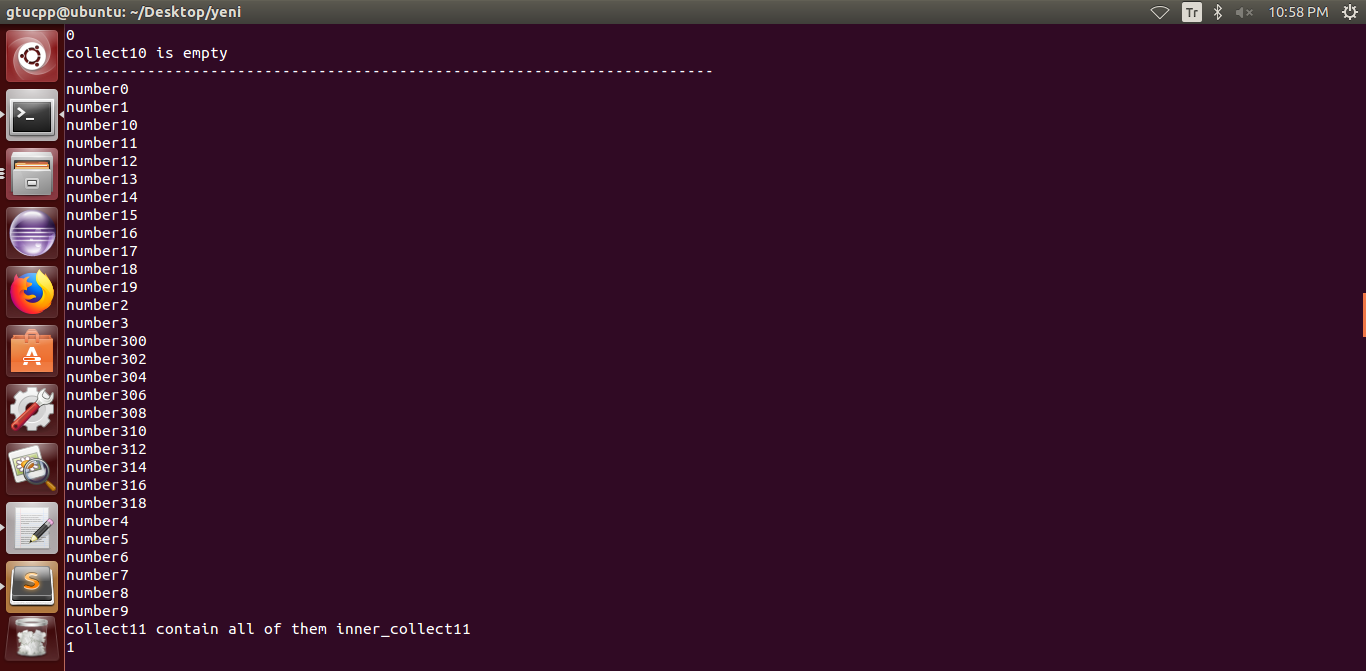 gtucpp@ubuntu: ~/Desktop/yeni
Tr
10:58 PM
0
collect10 is empty
------------------------------------------------------------------------
number0
number1
number10
number11
number12
number13
number14
number15
number16
number17
number18
number19
number2
number3
number300
number302
number304
number306
number308
number310
number312
number314
number316
number318
number4
number5
number6
number7
number8
number9
collect11 contain all of them inner_collect11
1